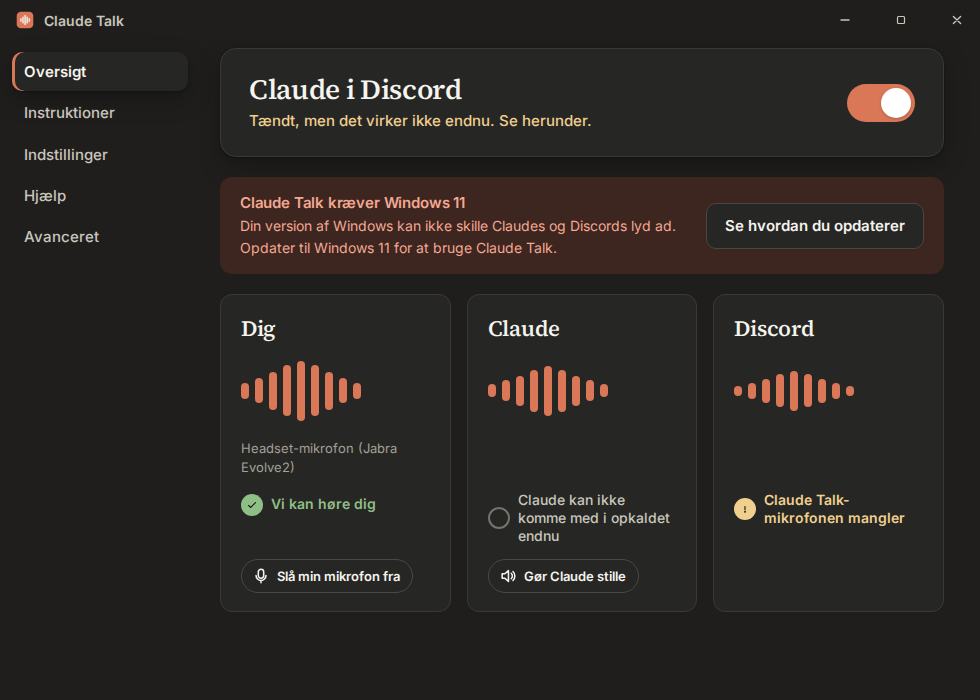 Claude Talk
Oversigt
Instruktioner
Indstillinger
Hjælp
Avanceret
Claude i Discord
Tændt, men det virker ikke endnu. Se herunder.
Claude Talk kræver Windows 11
Din version af Windows kan ikke skille Claudes og Discords lyd ad.
Opdater til Windows 11 for at bruge Claude Talk.
Se hvordan du opdaterer
Dig
Headset-mikrofon (Jabra
Evolve2)
Vi kan høre dig
Slå min mikrofon fra
Claude
Claude kan ikke
komme med i opkaldet
endnu
Gør Claude stille
Discord
Claude Talk-
mikrofonen mangler